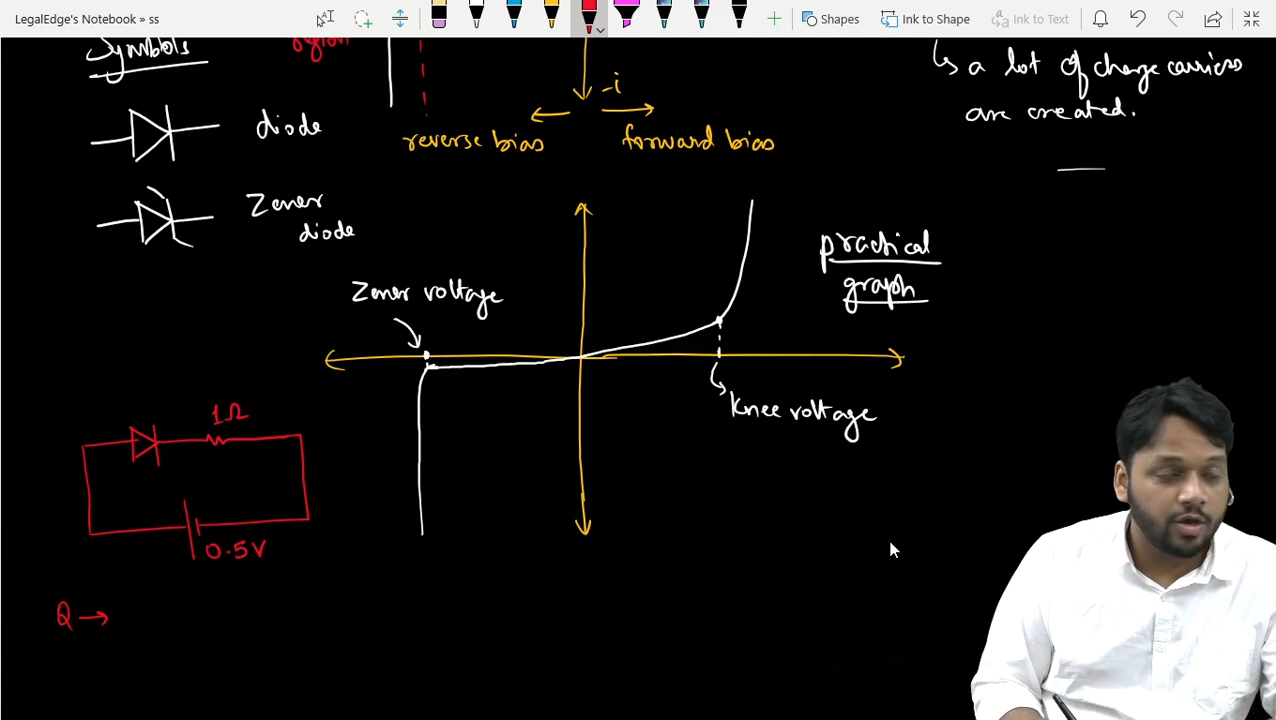 LegalEdge's Notebook » ss
Shapes
Ink to Shape
Ink to Text
Symbols
region
-i
↳ a lot of charge carriers
are created.
reverse bias
forward bias
diode
Zener
diode
practical
graph
Zener voltage
Knee voltage
1Ω
0.5V
Q →